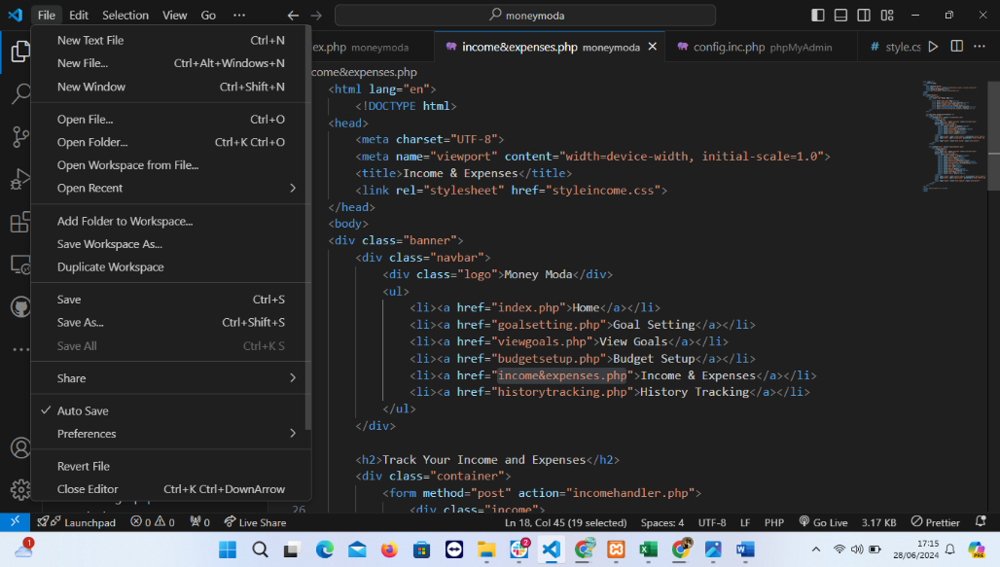 File Edit Selection View Go ··· moneymoda
ex.php moneymoda income&expenses.php moneymoda config.inc.php phpMyAdmin # style.cs
come&expenses.php
New Text File Ctrl+N
New File... Ctrl+Alt+Windows+N
New Window Ctrl+Shift+N
Open File... Ctrl+O
Open Folder... Ctrl+K Ctrl+O
Open Workspace from File...
Open Recent
Add Folder to Workspace...
Save Workspace As...
Duplicate Workspace
Save Ctrl+S
Save As... Ctrl+Shift+S
Save All Ctrl+K S
Share
Auto Save
Preferences
Revert File
Close Editor Ctrl+K Ctrl+DownArrow
<html lang="en">
<!DOCTYPE html>
<head>
<meta charset="UTF-8">
<meta name="viewport" content="width=device-width, initial-scale=1.0">
<title>Income & Expenses</title>
<link rel="stylesheet" href="styleincome.css">
</head>
<body>
<div class="banner">
<div class="navbar">
<div class="logo">Money Moda</div>
<ul>
<li><a href="index.php">Home</a></li>
<li><a href="goalsetting.php">Goal Setting</a></li>
<li><a href="viewgoals.php">View Goals</a></li>
<li><a href="budgetsetup.php">Budget Setup</a></li>
<li><a href="income&expenses.php">Income & Expenses</a></li>
<li><a href="historytracking.php">History Tracking</a></li>
</ul>
</div>
<h2>Track Your Income and Expenses</h2>
<div class="container">
<form method="post" action="incomehandler.php">
26 <div class="income">
Launchpad 0 0 0 Live Share Ln 18, Col 45 (19 selected) Spaces: 4 UTF-8 LF PHP Go Live 3.17 KB Prettier
1 2 17:15
28/06/2024